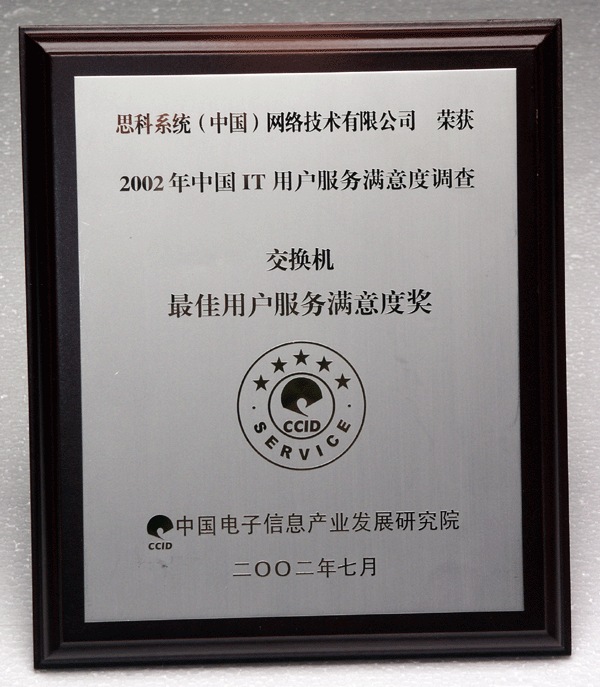 思科系统（中国）网络技术有限公司 荣获
2002年中国IT用户服务满意度调查
交换机
最佳用户服务满意度奖
CCID
SERVICE
中国电子信息产业发展研究院
CCID
二〇〇二年七月